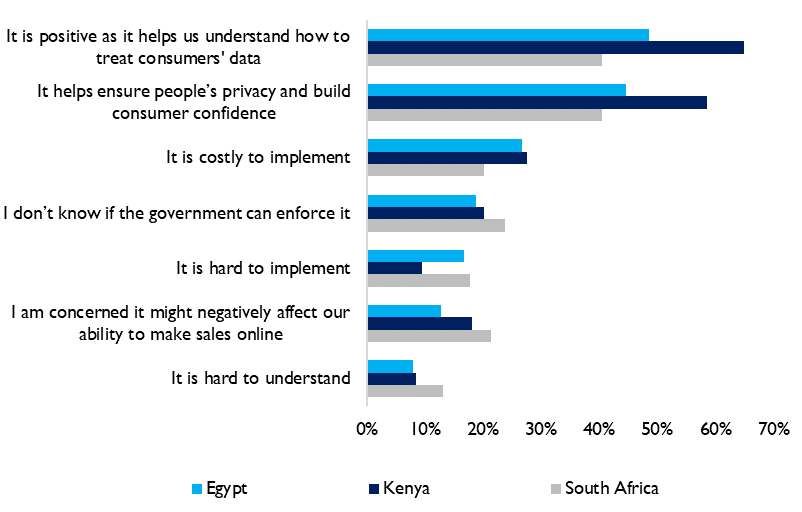 It is positive as it helps us understand how to
treat consumers' data
It helps ensure people’s privacy and build
consumer confidence
It is costly to implement
I don’t know if the government can enforce it
It is hard to implement
I am concerned it might negatively affect our
ability to make sales online
It is hard to understand
0% 10% 20% 30% 40% 50% 60% 70%
Egypt Kenya South Africa